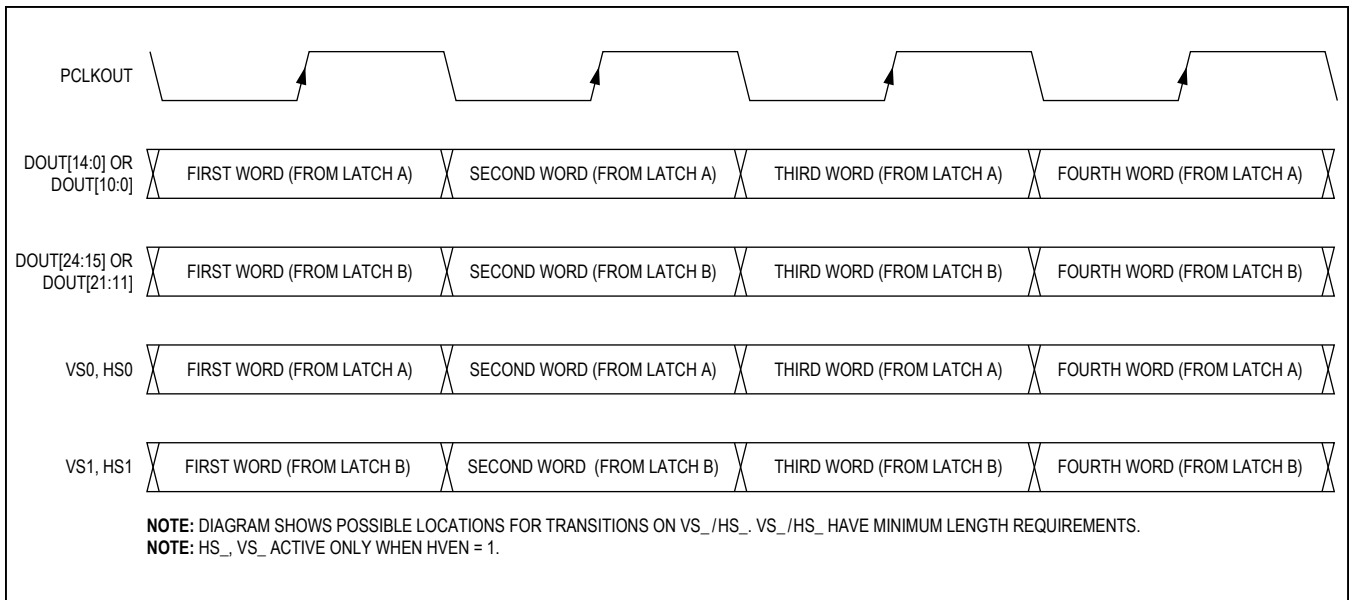 PCLKOUT
DOUT[14:0] OR
DOUT[10:0]
FIRST WORD (FROM LATCH A) SECOND WORD (FROM LATCH A) THIRD WORD (FROM LATCH A) FOURTH WORD (FROM LATCH A)
DOUT[24:15] OR
DOUT[21:11]
FIRST WORD (FROM LATCH B) SECOND WORD (FROM LATCH B) THIRD WORD (FROM LATCH B) FOURTH WORD (FROM LATCH B)
VS0, HS0 FIRST WORD (FROM LATCH A) SECOND WORD (FROM LATCH A) THIRD WORD (FROM LATCH A) FOURTH WORD (FROM LATCH A)
VS1, HS1 FIRST WORD (FROM LATCH B) SECOND WORD (FROM LATCH B) THIRD WORD (FROM LATCH B) FOURTH WORD (FROM LATCH B)
NOTE: DIAGRAM SHOWS POSSIBLE LOCATIONS FOR TRANSITIONS ON VS_/HS_. VS_/HS_ HAVE MINIMUM LENGTH REQUIREMENTS.
NOTE: HS_, VS_ ACTIVE ONLY WHEN HVEN = 1.